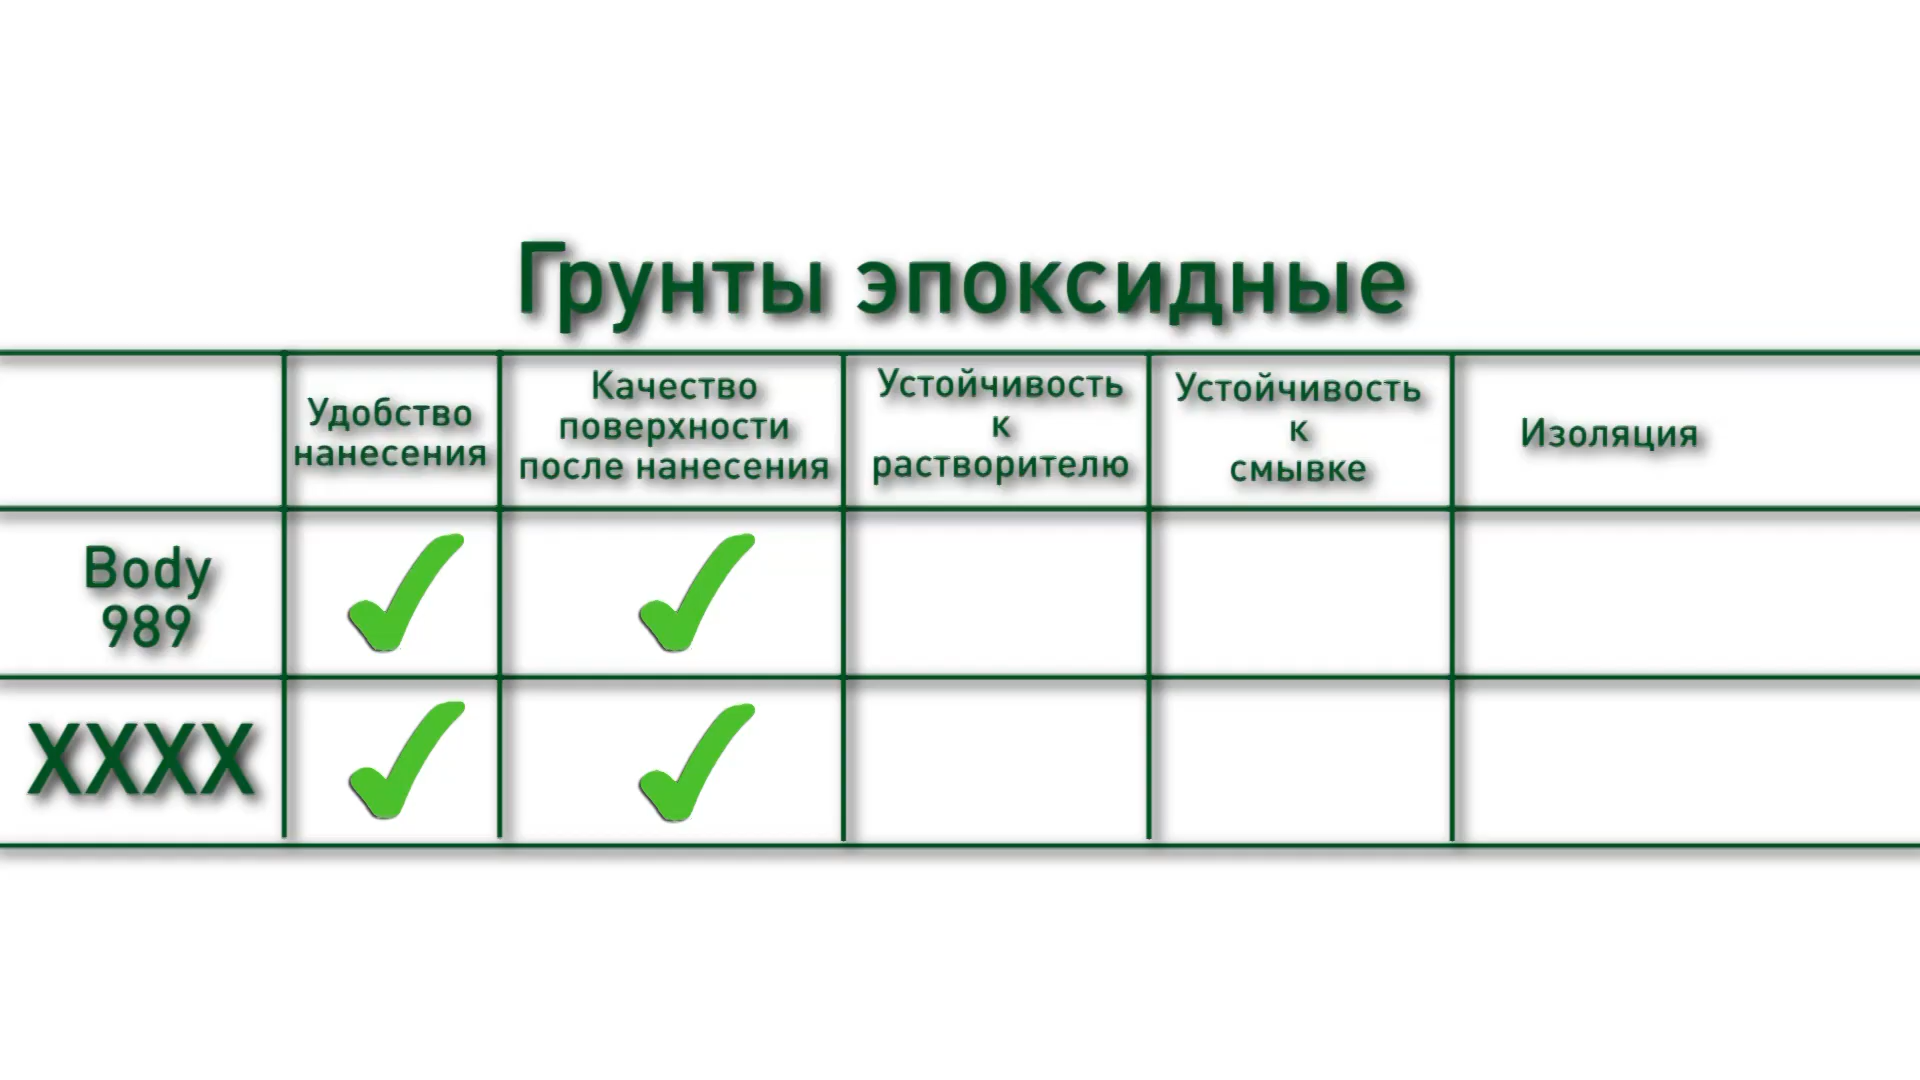 Грунты эпоксидные
Удобство
нанесения
Качество
поверхности
после нанесения
Устойчивость
к
растворителю
Устойчивость
к
смывке
Изоляция
Body
989
XXXX